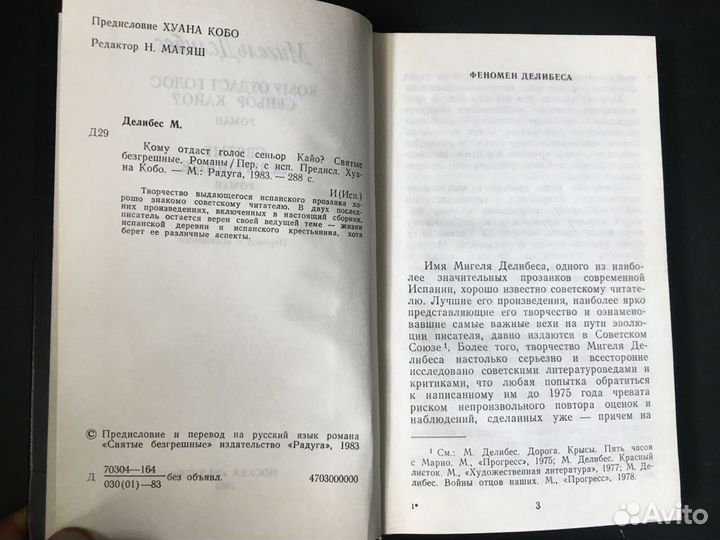 Предисловие ХУАНА КОБО
Редактор Н. МАТЯШ
Делибес М.
Д29
Кому отдаст голос сеньор Кайо? Святые
безгрешные. Романы/Пер. с исп. Предисл. Хуа-
на Кобо. — М.: Радуга, 1983.— 288 с.
И(Исп.)
Творчество выдающегося испанского прозаика хо-
рошо знакомо советскому читателю. В двух послед-
них произведениях, включенных в настоящий сборник,
писатель остается верен своей ведущей теме — жизни
испанской деревни и испанского крестьянина, хотя
берет ее различные аспекты.
© Предисловие и перевод на русский язык романа
«Святые безгрешные» издательство «Радуга», 1983
Д 70304—164
030(01)—83 без объявл. 4703000000
ФЕНОМЕН ДЕЛИБЕСА
Имя Мигеля Делибеса, одного из наибо-
лее значительных прозаиков современной
Испании, хорошо известно советскому читате-
лю. Лучшие его произведения, наиболее ярко
представляющие его творчество и ознамено-
вавшие самые важные вехи на пути эволю-
ции писателя, давно издаются в Советском
Союзе¹. Более того, творчество Мигеля Де-
либеса настолько серьезно и всесторонне
исследовано советскими литературоведами и
критиками, что любая попытка обратиться
к написанному им до 1975 года чревата
риском непроизвольного повтора оценок и
наблюдений, сделанных уже — причем на
¹ См.: М. Делибес. Дорога. Крысы. Пять часов
с Марио. М., «Прогресс», 1975; М. Делибес. Красный
листок. М., «Художественная литература», 1977; М. Де-
либес. Войны отцов наших. М., «Прогресс», 1978.
1*
3
Avito